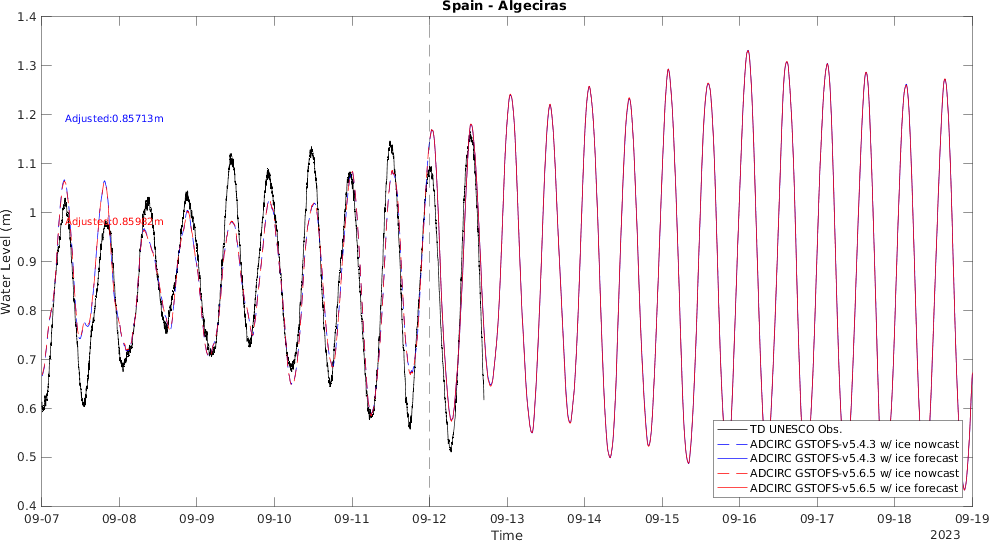 Spain - Algeciras
1.4
1.3
1.2
1.1
1
0.9
0.8
0.7
0.6
0.5
0.4
Water Level (m)
Adjusted:0.85713m
Adjusted:0.85982m
TD UNESCO Obs.
ADCIRC GSTOFS-v5.4.3 w/ ice nowcast
ADCIRC GSTOFS-v5.4.3 w/ ice forecast
ADCIRC GSTOFS-v5.6.5 w/ ice nowcast
ADCIRC GSTOFS-v5.6.5 w/ ice forecast
09-07 09-08 09-09 09-10 09-11 09-12 09-13 09-14 09-15 09-16 09-17 09-18 09-19
Time
2023